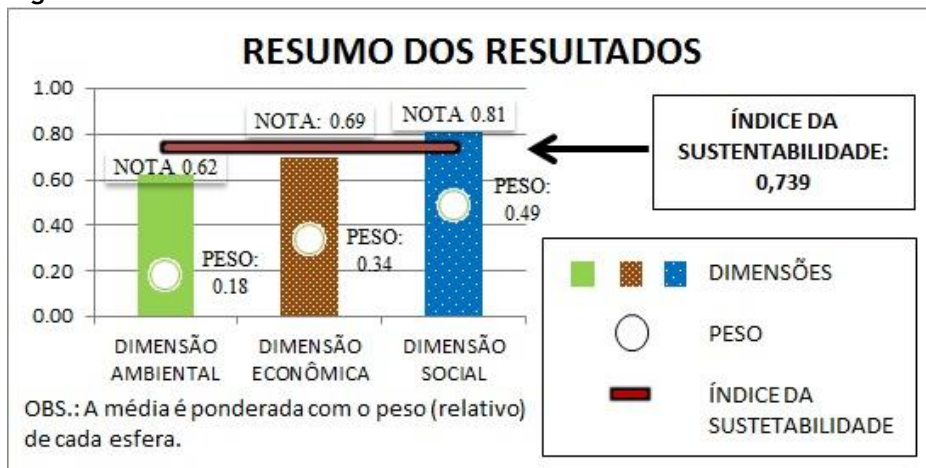 RESUMO DOS RESULTADOS
1.00
0.80
0.60
0.40
0.20
0.00
NOTA 0.62
NOTA: 0.69
NOTA 0.81
PESO:
0.18
PESO:
0.34
PESO:
0.49
DIMENSÃO
AMBIENTAL
DIMENSÃO
ECONÔMICA
DIMENSÃO
SOCIAL
ÍNDICE DA
SUSTENTABILIDADE:
0,739
DIMENSÕES
PESO
ÍNDICE DA
SUSTETABILIDADE
OBS.: A média é ponderada com o peso (relativo)
de cada esfera.